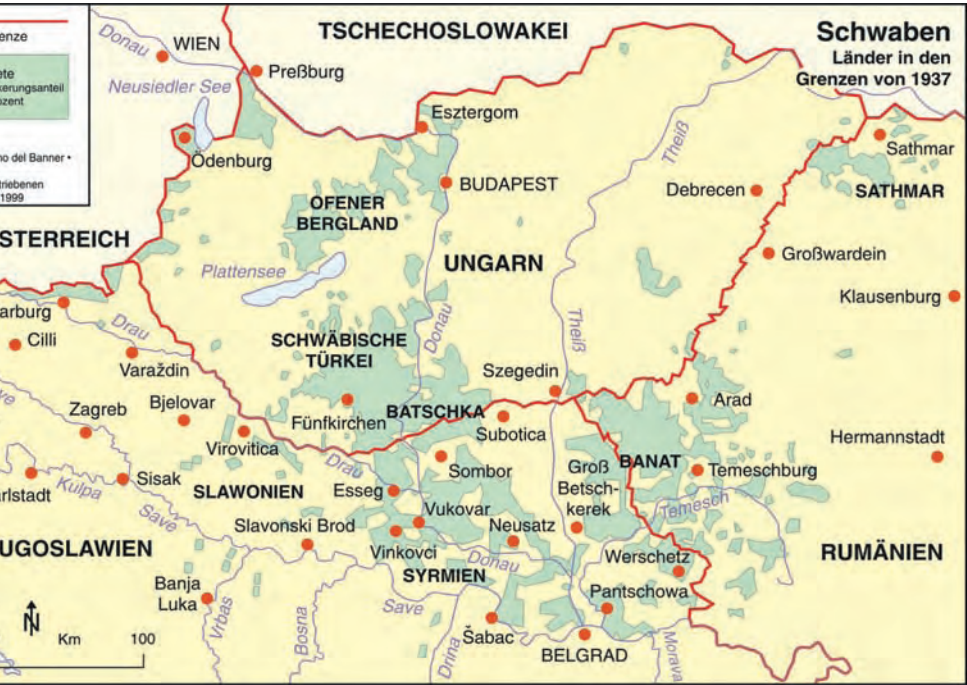 Schwaben
Länder in den
Grenzen von 1937
TSCHECHOSLOWAKEI
Donau
WIEN
Preßburg
Neusiedler See
Esztergom
Theiß
Ödenburg
Sathmar
SATHMAR
BUDAPEST
Debrecen
OFENER
BERGLAND
Großwardein
UNGARN
Plattensee
Klausenburg
Cilli
Drau
Varaždin
SCHWÄBISCHE
TÜRKEI
Donau
Theiß
Szegedin
Arad
Zagreb
Bjelovar
Virovitica
Fünfkirchen
BATSCHKA
Subotica
Hermannstadt
Kulpa
Sisak
Save
SLAWONIEN
Drau
Esseg
Sombor
Groß
Betsch-
kerek
BANAT
Temeschburg
Temesch
Slavonski Brod
Vukovar
Vinkovci
Neusatz
Donau
Werschetz
RUMÄNIEN
SYRMIEN
Pantschowa
Banja
Luka
Vrbas
Bosna
Save
Drina
Šabac
BELGRAD
Morava
Km 100
N
1999